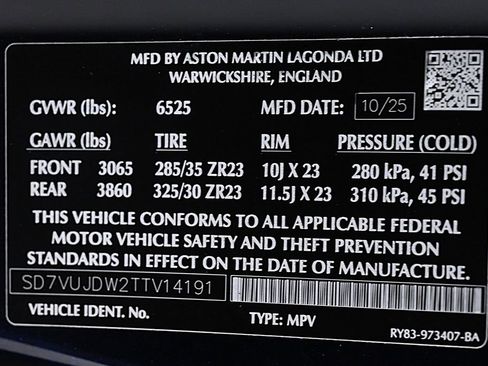 MFD BY ASTON MARTIN LAGONDA LTD
WARWICKSHIRE, ENGLAND
GVWR (lbs): 6525 MFD DATE: 10/25
GAWR (lbs) TIRE RIM PRESSURE (COLD)
FRONT 3065 285/35 ZR23 10J X 23 280 kPa, 41 PSI
REAR 3860 325/30 ZR23 11.5J X 23 310 kPa, 45 PSI
THIS VEHICLE CONFORMS TO ALL APPLICABLE FEDERAL
MOTOR VEHICLE SAFETY AND THEFT PREVENTION
STANDARDS IN EFFECT ON THE DATE OF MANUFACTURE.
SD7VUJDW2TTV14191
VEHICLE IDENT. No. TYPE: MPV RY83-973407-BA